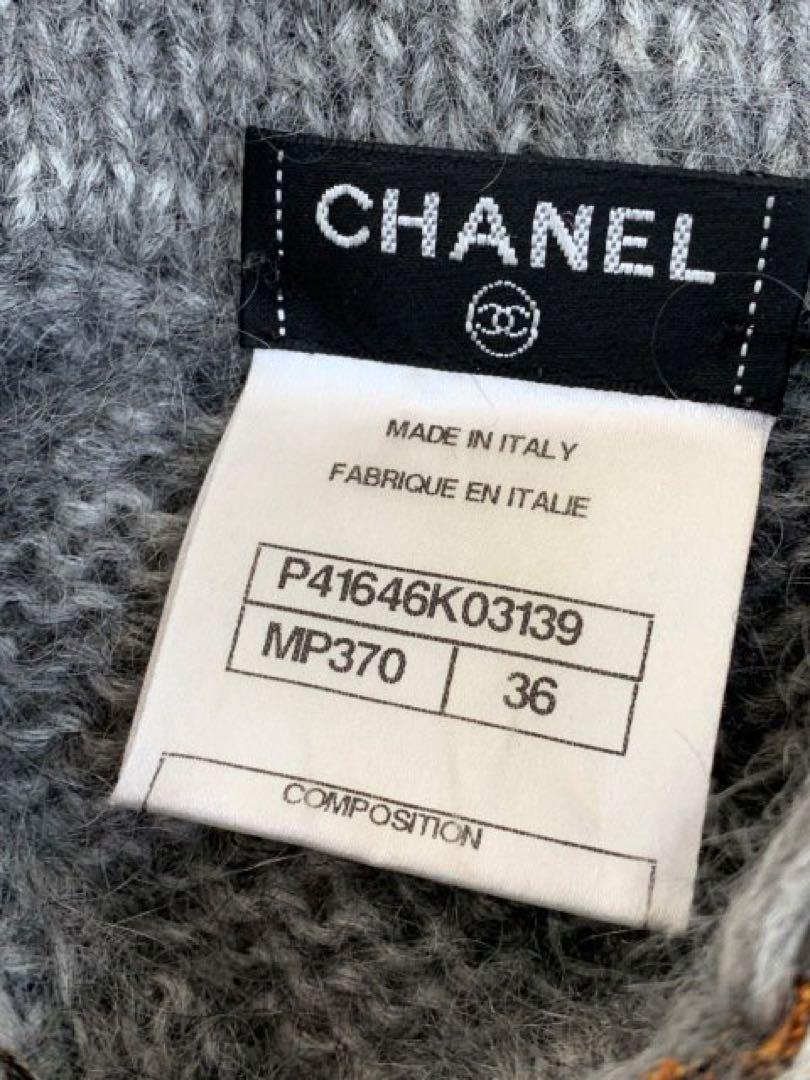 CHANEL
MADE IN ITALY
FABRIQUE EN ITALIE
P41646K03139
MP370 36
COMPOSITION